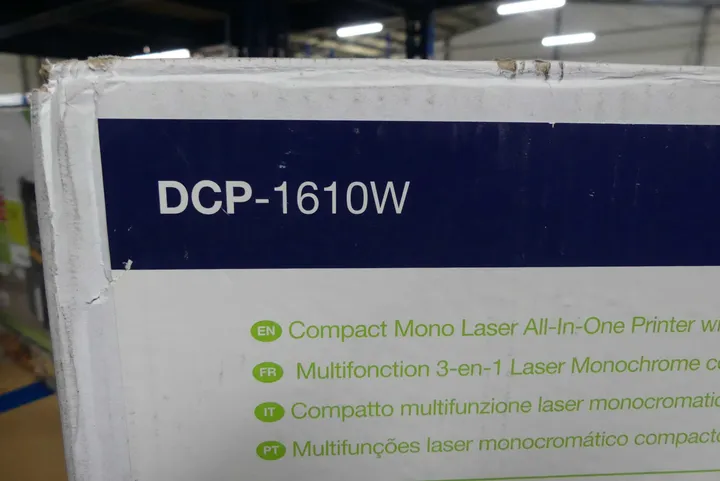 DCP-1610W
EN Compact Mono Laser All-In-One Printer
FR Multifonction 3-en-1 Laser Monochrome
IT Compatto multifunzione laser
PT Multifunções laser monocromático